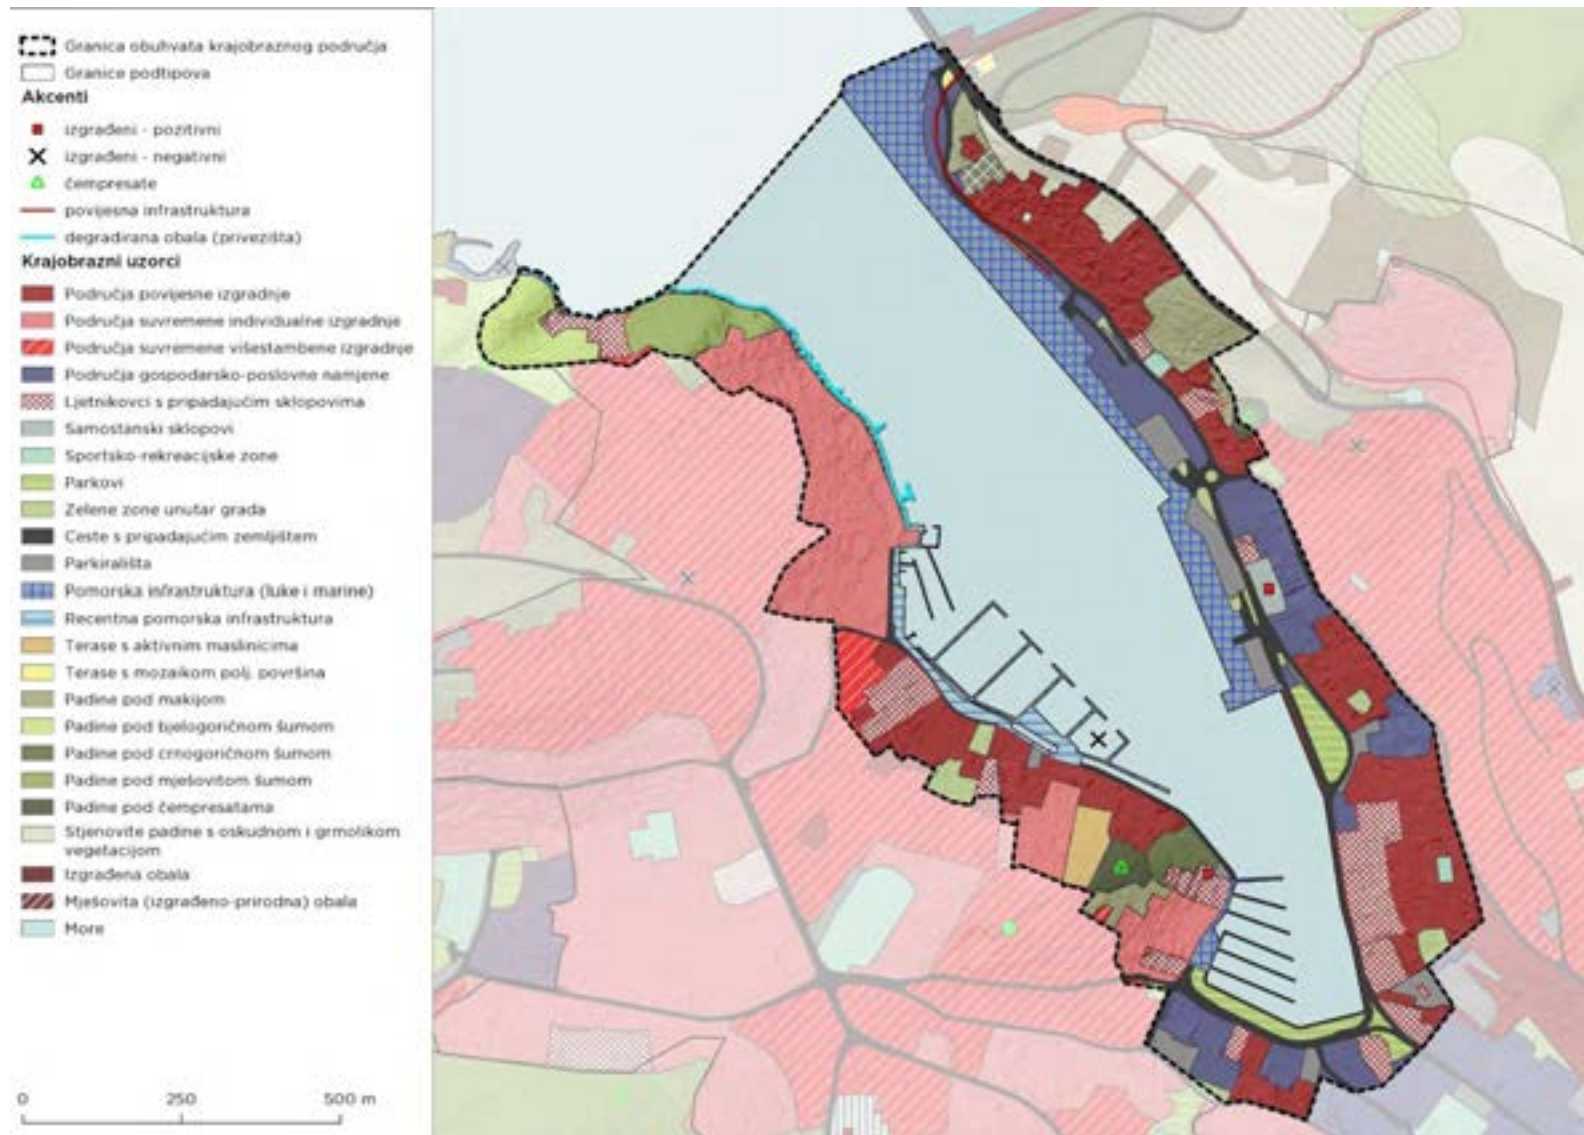 Granica obuhvata krajobraznog područja
Granice podtipova
Akcenti
izgrađeni - pozitivni
izgrađeni - negativni
čempresate
povijesna infrastruktura
degradirana obala (privezišta)
Krajobrazni uzorci
Područja povijesne izgradnje
Područja suvremene individualne izgradnje
Područja suvremene višestambene izgradnje
Područja gospodarsko-poslovne namjene
Ljetnikovci s pripadajućim sklopovima
Samostanski sklopovi
Sportsko-rekreacijske zone
Parkovi
Zelene zone unutar grada
Ceste s pripadajućim zemljištem
Parkirališta
Pomorska infrastruktura (luke i marine)
Recentna pomorska infrastruktura
Terase s aktivnim maslinicima
Terase s mozaikom polj. površina
Padine pod makijom
Padine pod bjelogoričnom šumom
Padine pod crnogoričnom šumom
Padine pod mješovitom šumom
Padine pod čempresatama
Stjenovite padine s oskudnom i grmolikom
vegetacijom
Izgrađena obala
Mješovita (izgrađeno-prirodna) obala
More
0 250 500 m